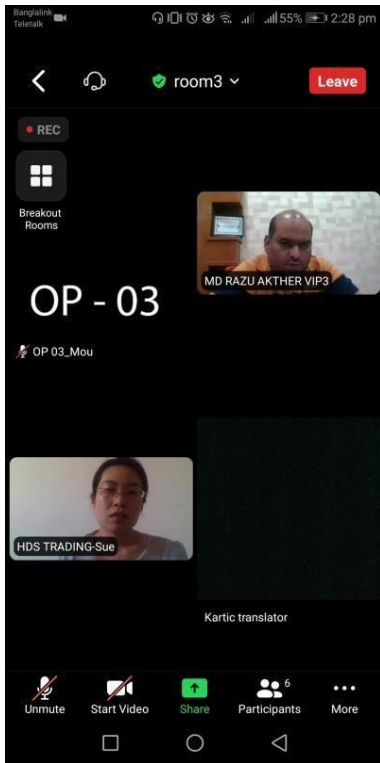 Banglalink
Teletalk
55% 2:28 pm
room3
Leave
REC
Breakout
Rooms
MD RAZU AKTHER VIP3
OP - 03
OP 03_Mou
HDS TRADING-Sue
Kartic translator
6
Unmute Start Video Share Participants More